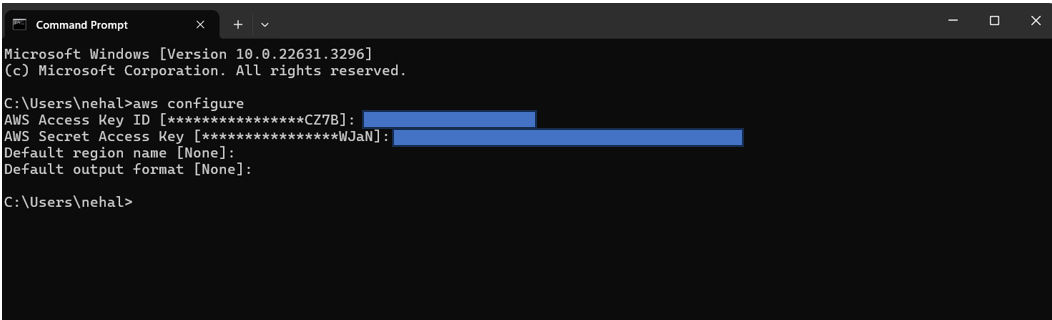 Command Prompt
Microsoft Windows [Version 10.0.22631.3296]
(c) Microsoft Corporation. All rights reserved.
C:\Users\nehal>aws configure
AWS Access Key ID [****************CZ7B]:
AWS Secret Access Key [****************WJaN]:
Default region name [None]:
Default output format [None]:
C:\Users\nehal>